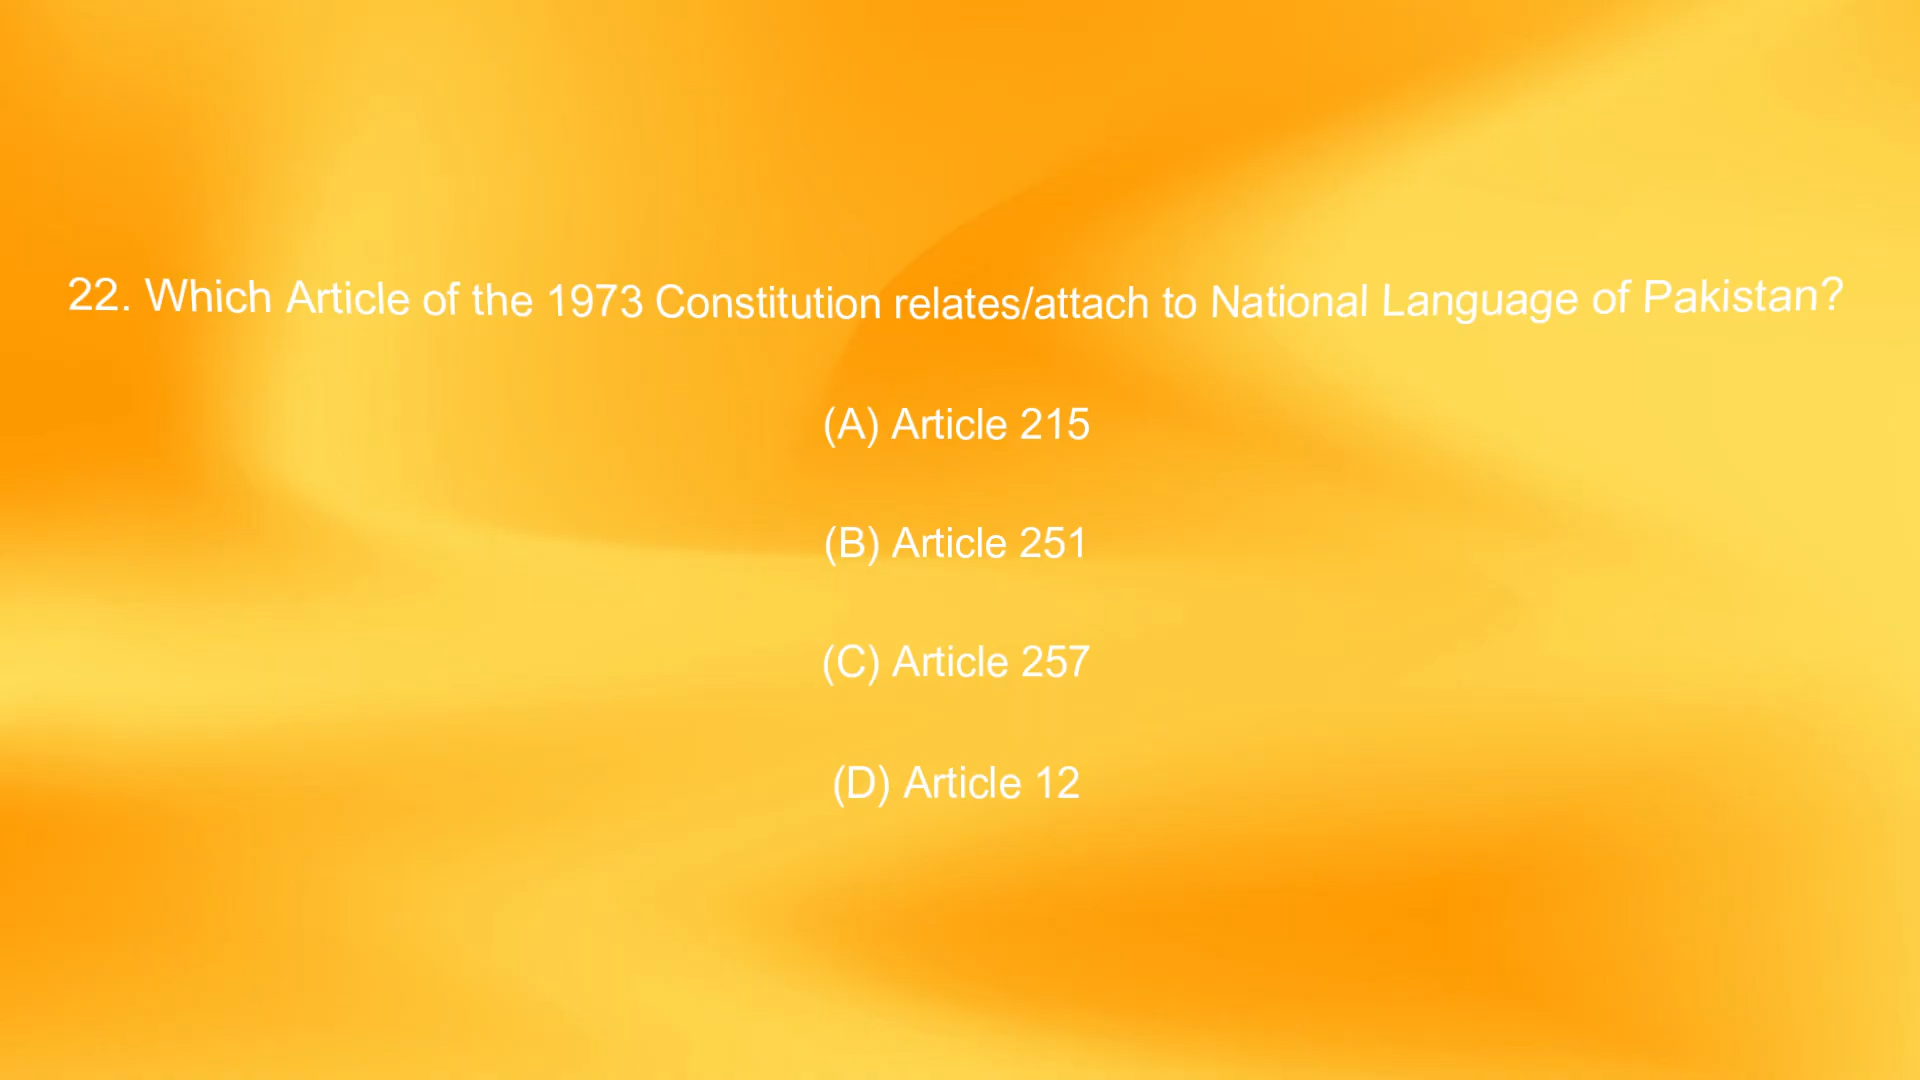 22. Which Article of the 1973 Constitution relates/attach to National Language of Pakistan?
(A) Article 215
(B) Article 251
(C) Article 257
(D) Article 12